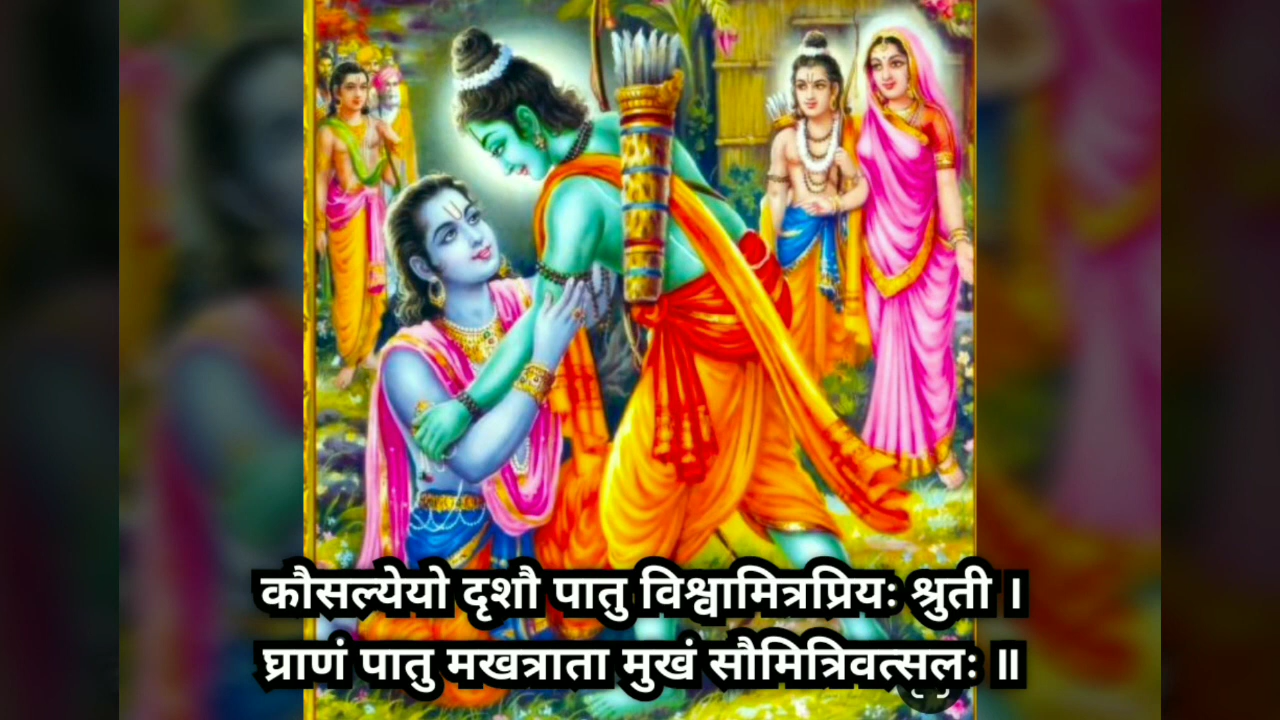 कौसल्येयो दृशौ पातु विश्वामित्रप्रियः श्रुती ।
घ्राणं पातु मखत्राता मुखं सौमित्रिवत्सलः ॥